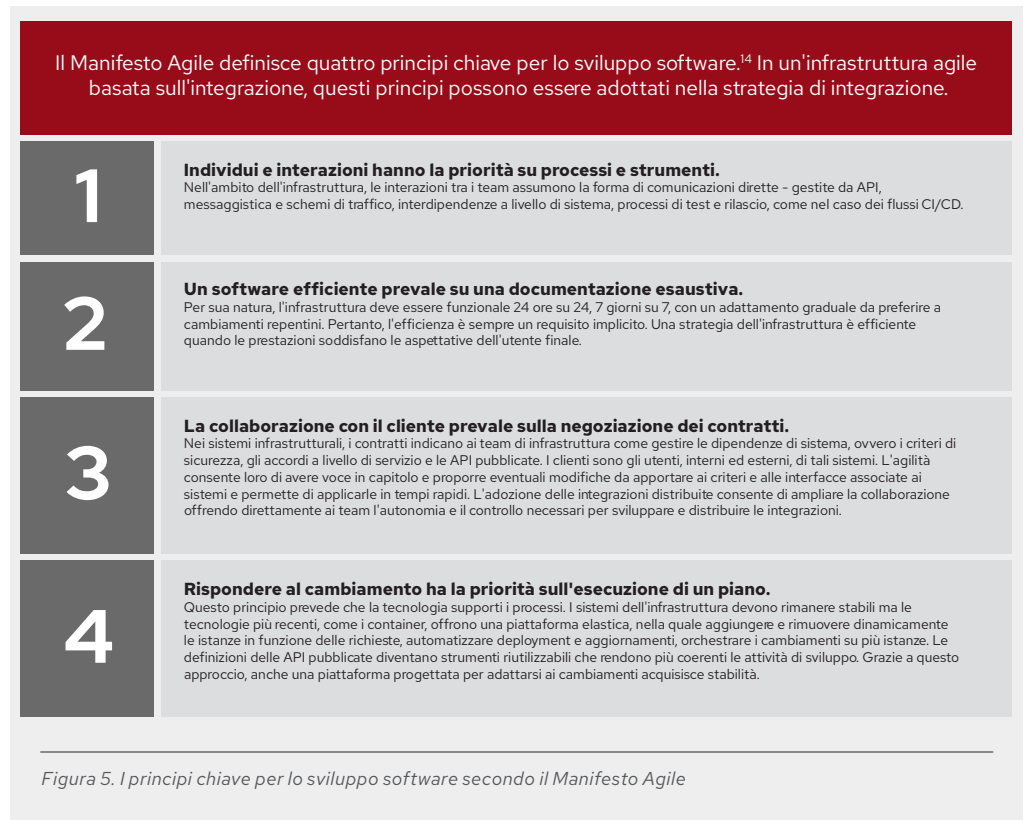 Il Manifesto Agile definisce quattro principi chiave per lo sviluppo software.14 In un'infrastruttura agile
basata sull'integrazione, questi principi possono essere adottati nella strategia di integrazione.
1
Individui e interazioni hanno la priorità su processi e strumenti.
Nell'ambito dell'infrastruttura, le interazioni tra i team assumono la forma di comunicazioni dirette - gestite da API,
messaggistica e schemi di traffico, interdipendenze a livello di sistema, processi di test e rilascio, come nel caso dei flussi CI/CD.
2
Un software efficiente prevale su una documentazione esaustiva.
Per sua natura, l'infrastruttura deve essere funzionale 24 ore su 24, 7 giorni su 7, con un adattamento graduale da preferire a
cambiamenti repentini. Pertanto, l'efficienza è sempre un requisito implicito. Una strategia dell'infrastruttura è efficiente
quando le prestazioni soddisfano le aspettative dell'utente finale.
3
La collaborazione con il cliente prevale sulla negoziazione dei contratti.
Nei sistemi infrastrutturali, i contratti indicano ai team di infrastruttura come gestire le dipendenze di sistema, ovvero i criteri di
sicurezza, gli accordi a livello di servizio e le API pubblicate. I clienti sono gli utenti, interni ed esterni, di tali sistemi. L'agilità
consente loro di avere voce in capitolo e proporre eventuali modifiche da apportare ai criteri e alle interfacce associate ai
sistemi e permette di applicarle in tempi rapidi. L'adozione delle integrazioni distribuite consente di ampliare la collaborazione
offrendo direttamente ai team l'autonomia e il controllo necessari per sviluppare e distribuire le integrazioni.
4
Rispondere al cambiamento ha la priorità sull'esecuzione di un piano.
Questo principio prevede che la tecnologia supporti i processi. I sistemi dell'infrastruttura devono rimanere stabili ma le
tecnologie più recenti, come i container, offrono una piattaforma elastica, nella quale aggiungere e rimuovere dinamicamente
le istanze in funzione delle richieste, automatizzare deployment e aggiornamenti, orchestrare i cambiamenti su più istanze. Le
definizioni delle API pubblicate diventano strumenti riutilizzabili che rendono più coerenti le attività di sviluppo. Grazie a questo
approccio, anche una piattaforma progettata per adattarsi ai cambiamenti acquisisce stabilità.
Figura 5. I principi chiave per lo sviluppo software secondo il Manifesto Agile